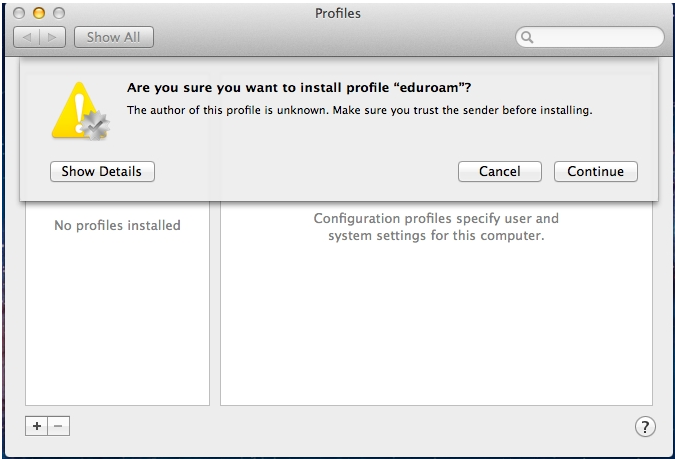 Profiles
Show All
Are you sure you want to install profile “eduroam”?
The author of this profile is unknown. Make sure you trust the sender before installing.
Show Details
Cancel
Continue
No profiles installed
Configuration profiles specify user and
system settings for this computer.
+ −
?